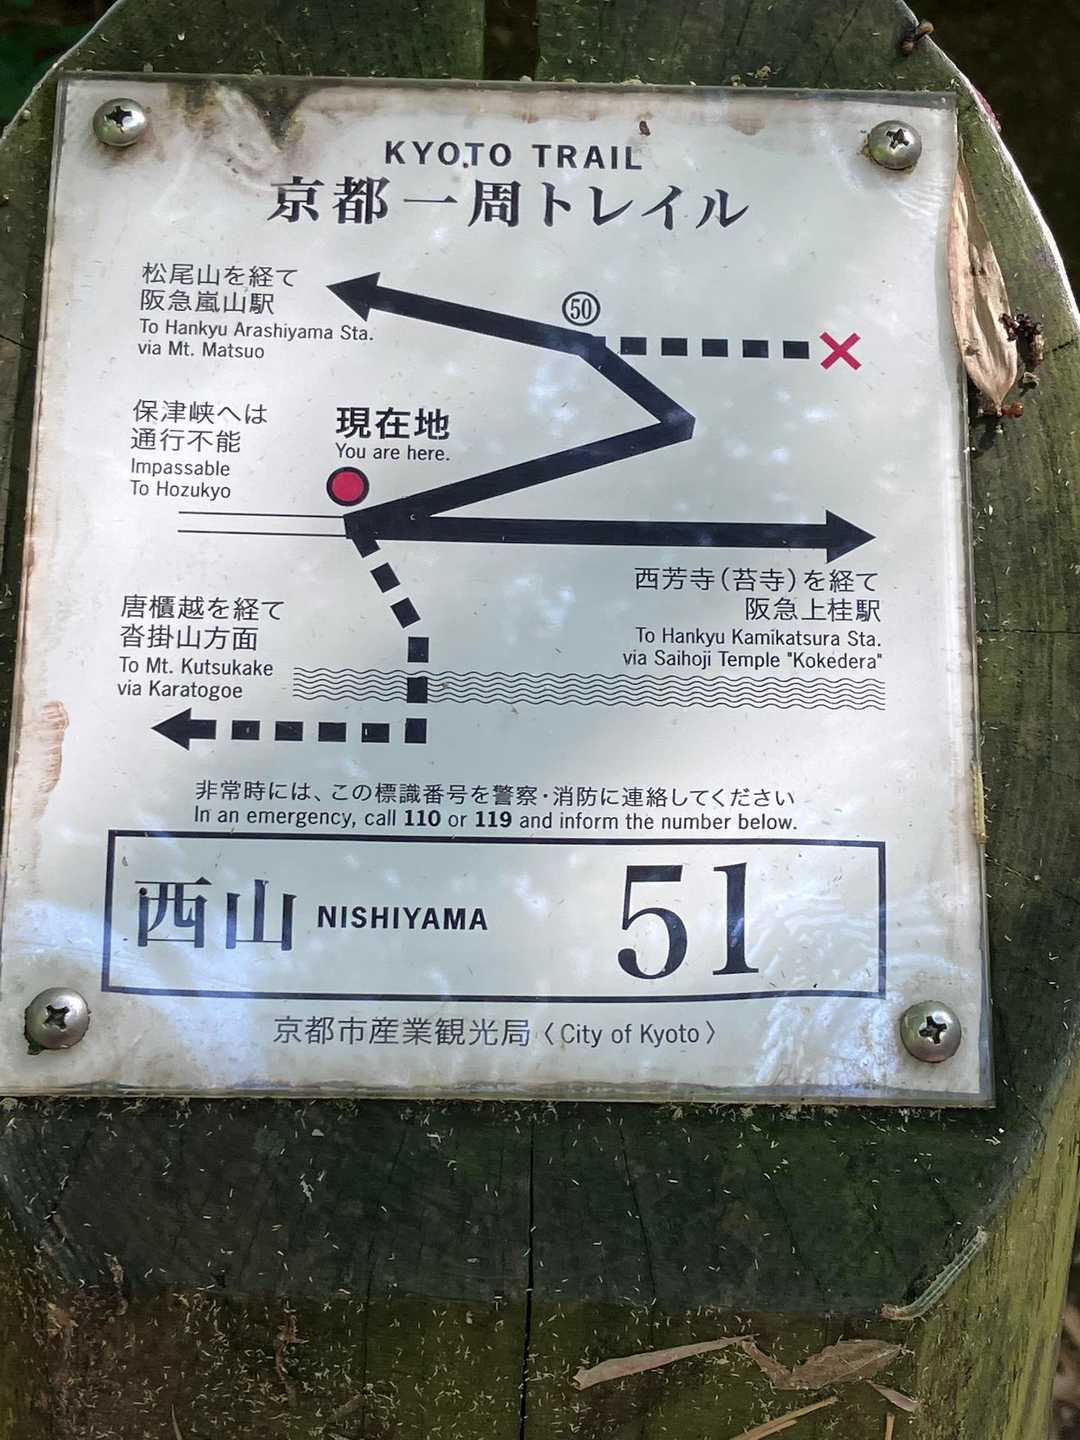 KYOTO TRAIL
京都一周トレイル
松尾山を経て
阪急嵐山駅
To Hankyu Arashiyama Sta.
via Mt. Matsuo
50
保津峡へは
通行不能
Impassable
To Hozukyo
現在地
You are here.
西芳寺(苔寺)を経て
阪急上桂駅
To Hankyu Kamikatsura Sta.
via Saihoji Temple "Kokedera"
唐櫃越を経て
沓掛山方面
To Mt. Kutsukake
via Karatogoe
非常時には、この標識番号を警察・消防に連絡してください
In an emergency, call 110 or 119 and inform the number below.
西山 NISHIYAMA 51
京都市産業観光局〈City of Kyoto〉